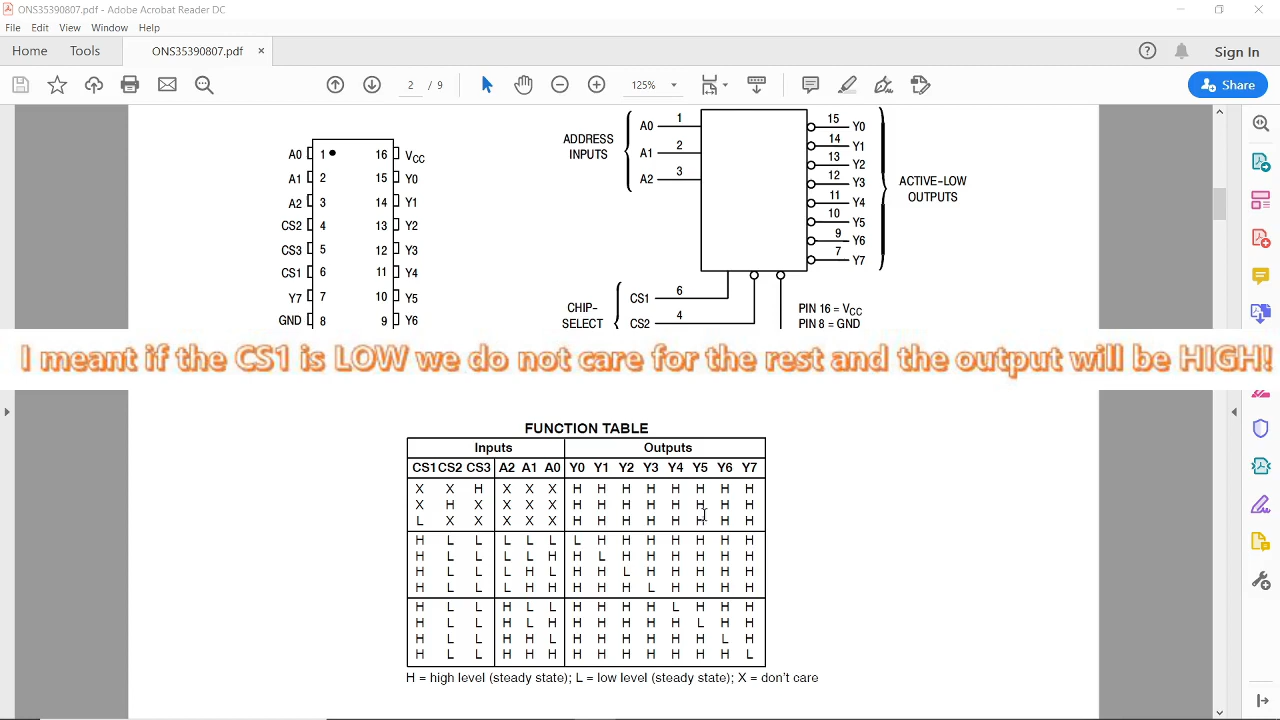 ONS35390807.pdf - Adobe Acrobat Reader DC
File Edit View Window Help
Home Tools ONS35390807.pdf × Sign In
2 / 9 125% Share
ADDRESS INPUTS
A0 1
A1 2
A2 3
15 Y0
14 Y1
13 Y2
12 Y3
11 Y4
10 Y5
9 Y6
7 Y7
ACTIVE–LOW OUTPUTS
A0 1 16 VCC
A1 2 15 Y0
A2 3 14 Y1
CS2 4 13 Y2
CS3 5 12 Y3
CS1 6 11 Y4
Y7 7 10 Y5
GND 8 9 Y6
CHIP-
SELECT
CS1 6
CS2 4
PIN 16 = VCC
PIN 8 = GND
I meant if the CS1 is LOW we do not care for the rest and the output will be HIGH!
FUNCTION TABLE
Inputs Outputs
CS1 CS2 CS3 A2 A1 A0 Y0 Y1 Y2 Y3 Y4 Y5 Y6 Y7
X X H X X X H H H H H H H H
X H X X X X H H H H H H H H
L X X X X X H H H H H H H H
H L L L L L L H H H H H H H
H L L L L H H L H H H H H H
H L L L H L H H L H H H H H
H L L L H H H H H L H H H H
H L L H L L H H H H L H H H
H L L H L H H H H H H L H H
H L L H H L H H H H H H L H
H L L H H H H H H H H H H L
H = high level (steady state); L = low level (steady state); X = don't care